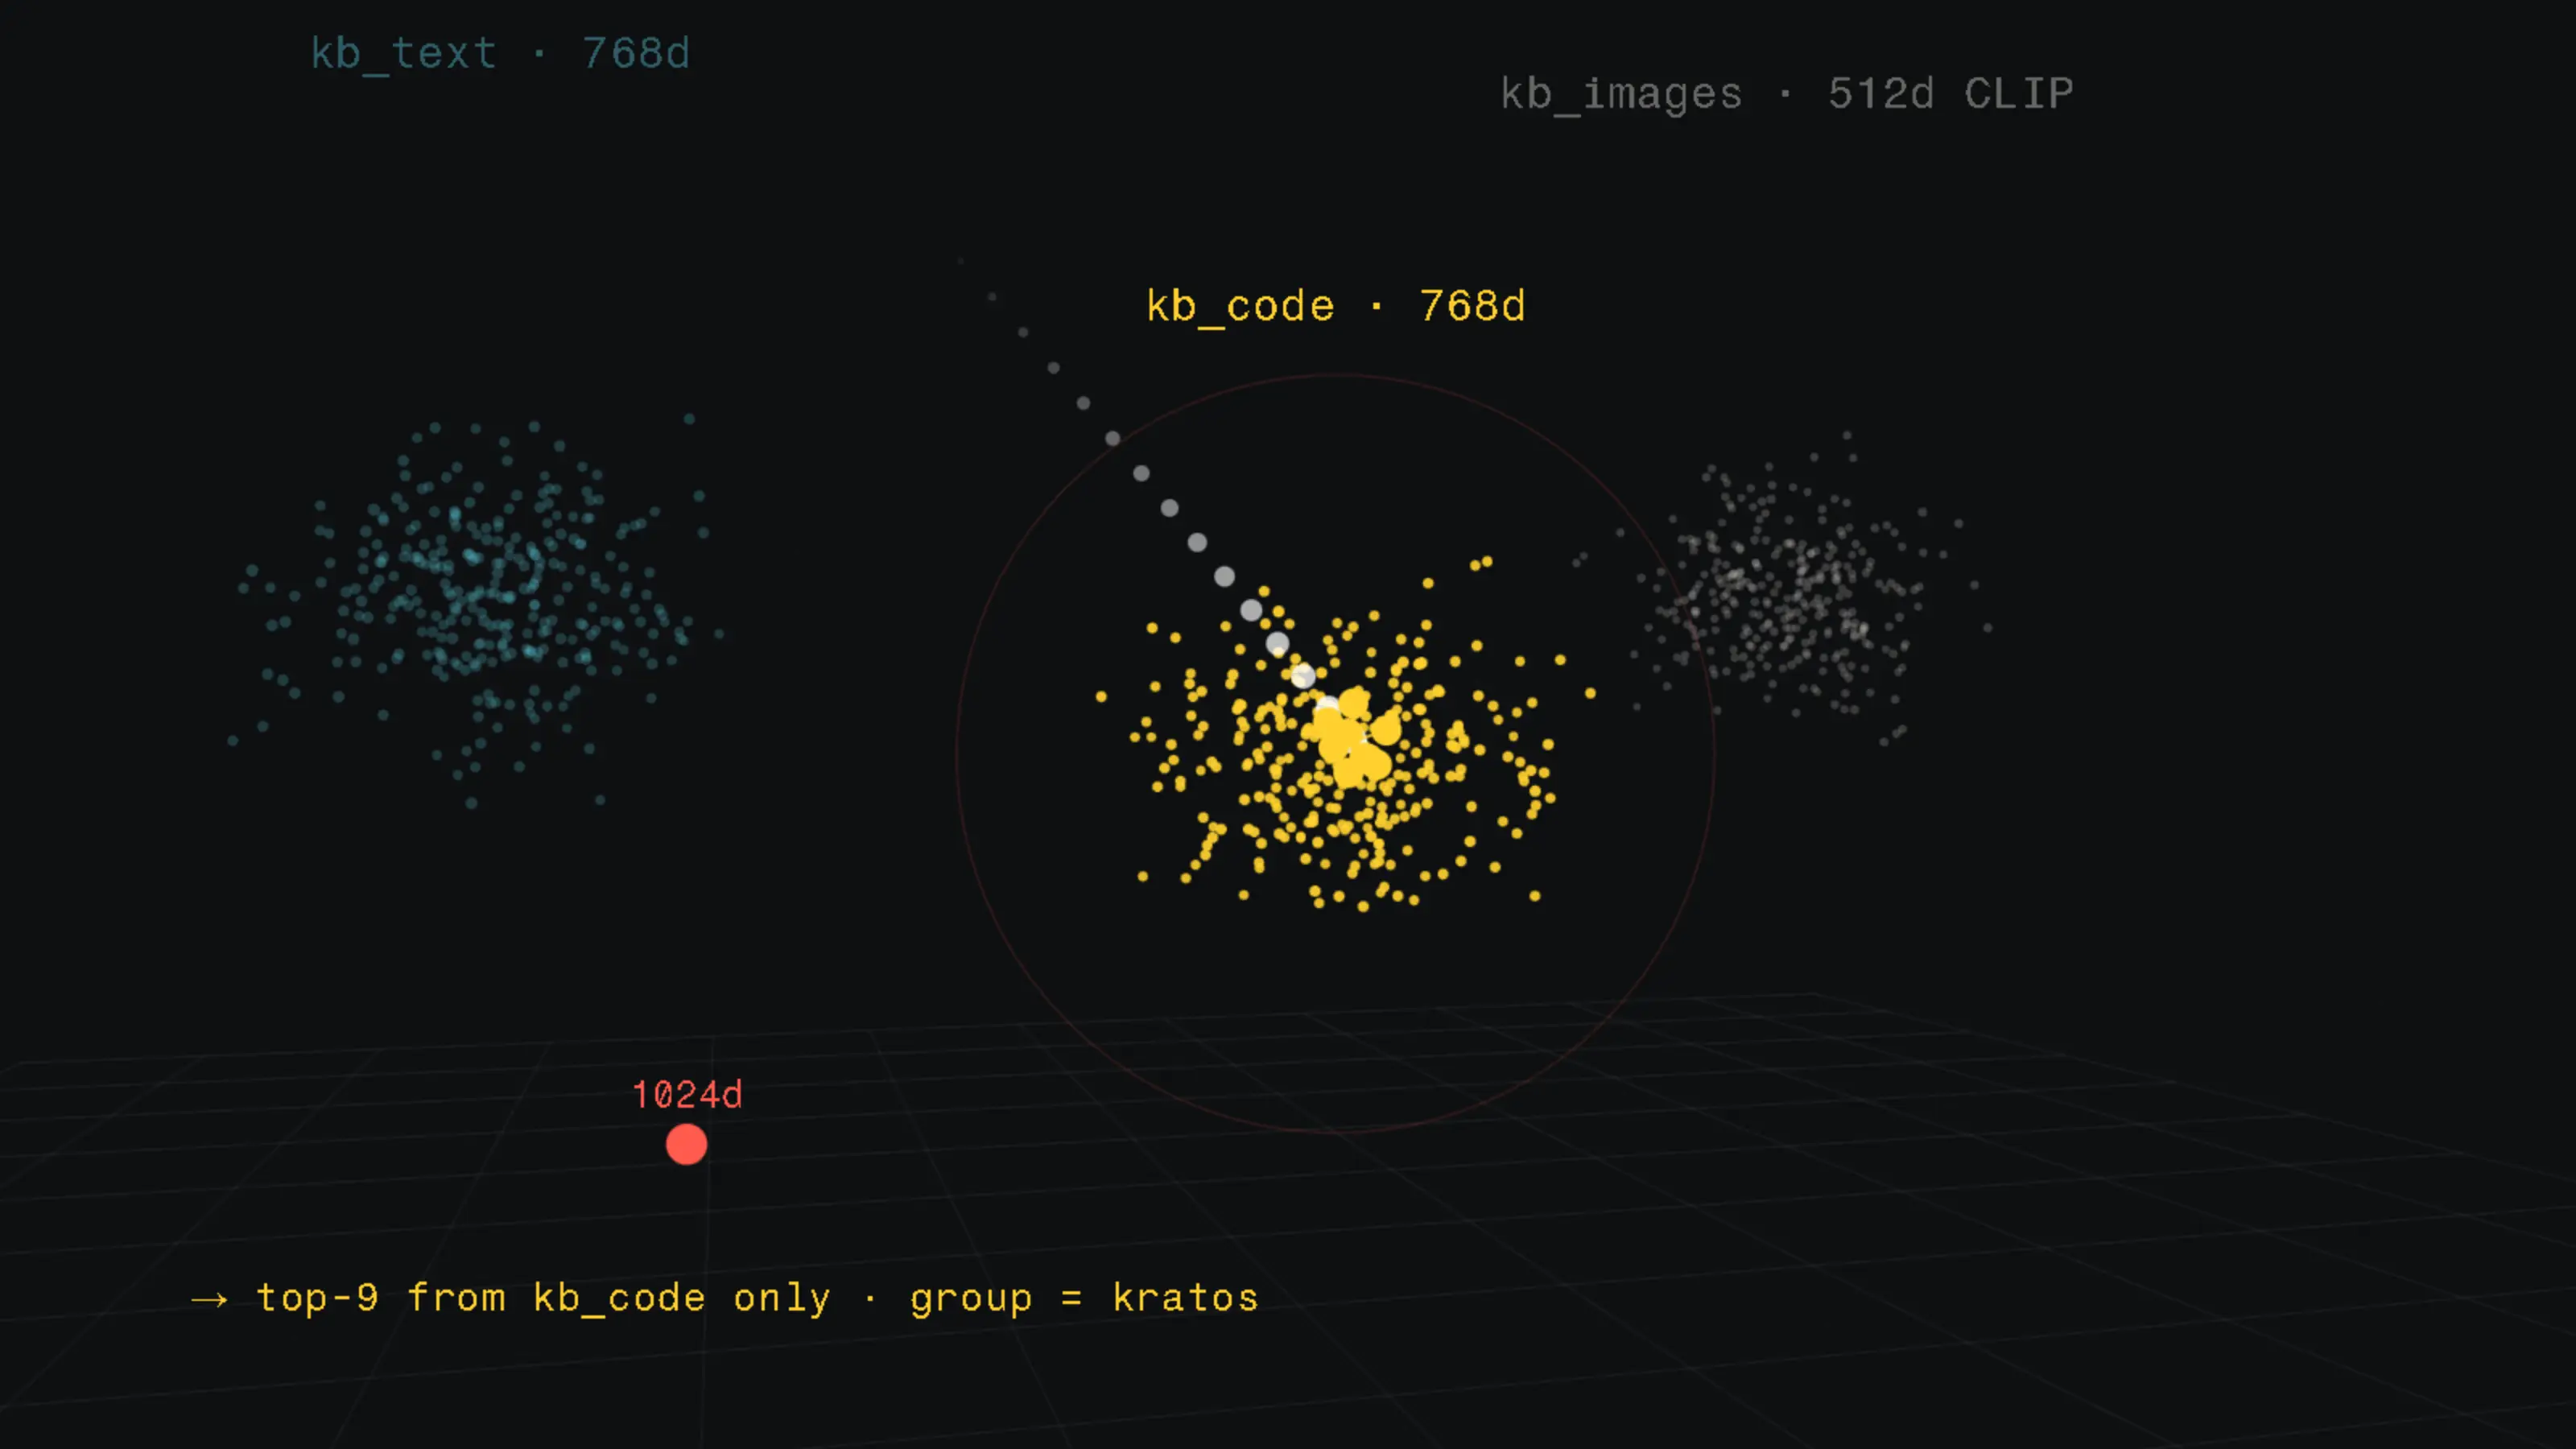 kb_text · 768d
kb_images · 512d CLIP
kb_code · 768d
1024d
→ top-9 from kb_code only · group = kratos